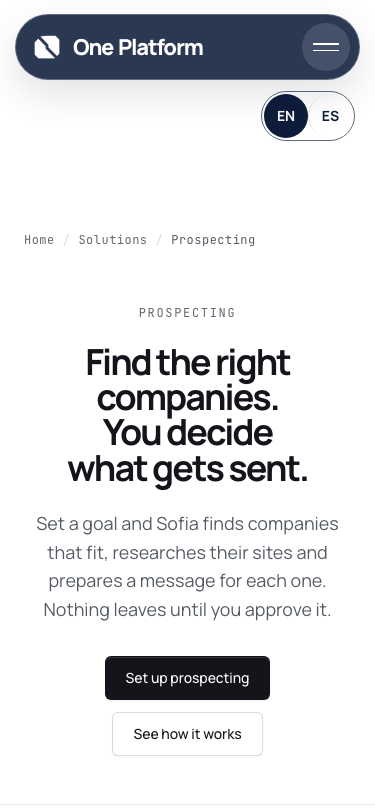 One Platform
EN ES
Home / Solutions / Prospecting
PROSPECTING
Find the right
companies.
You decide
what gets sent.
Set a goal and Sofia finds companies
that fit, researches their sites and
prepares a message for each one.
Nothing leaves until you approve it.
Set up prospecting
See how it works